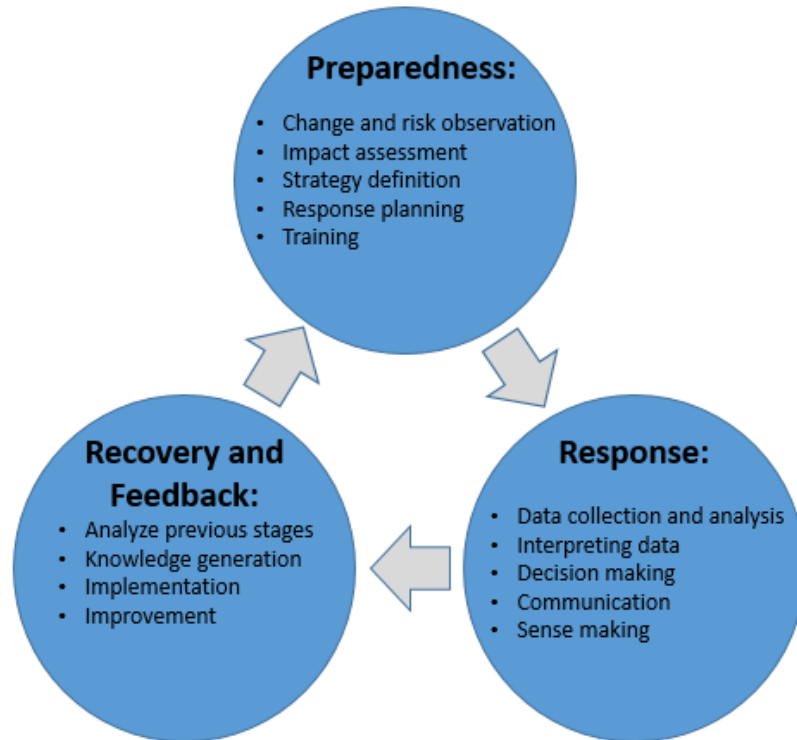 Preparedness:
• Change and risk observation
• Impact assessment
• Strategy definition
• Response planning
• Training
Recovery and
Feedback:
• Analyze previous stages
• Knowledge generation
• Implementation
• Improvement
Response:
• Data collection and analysis
• Interpreting data
• Decision making
• Communication
• Sense making